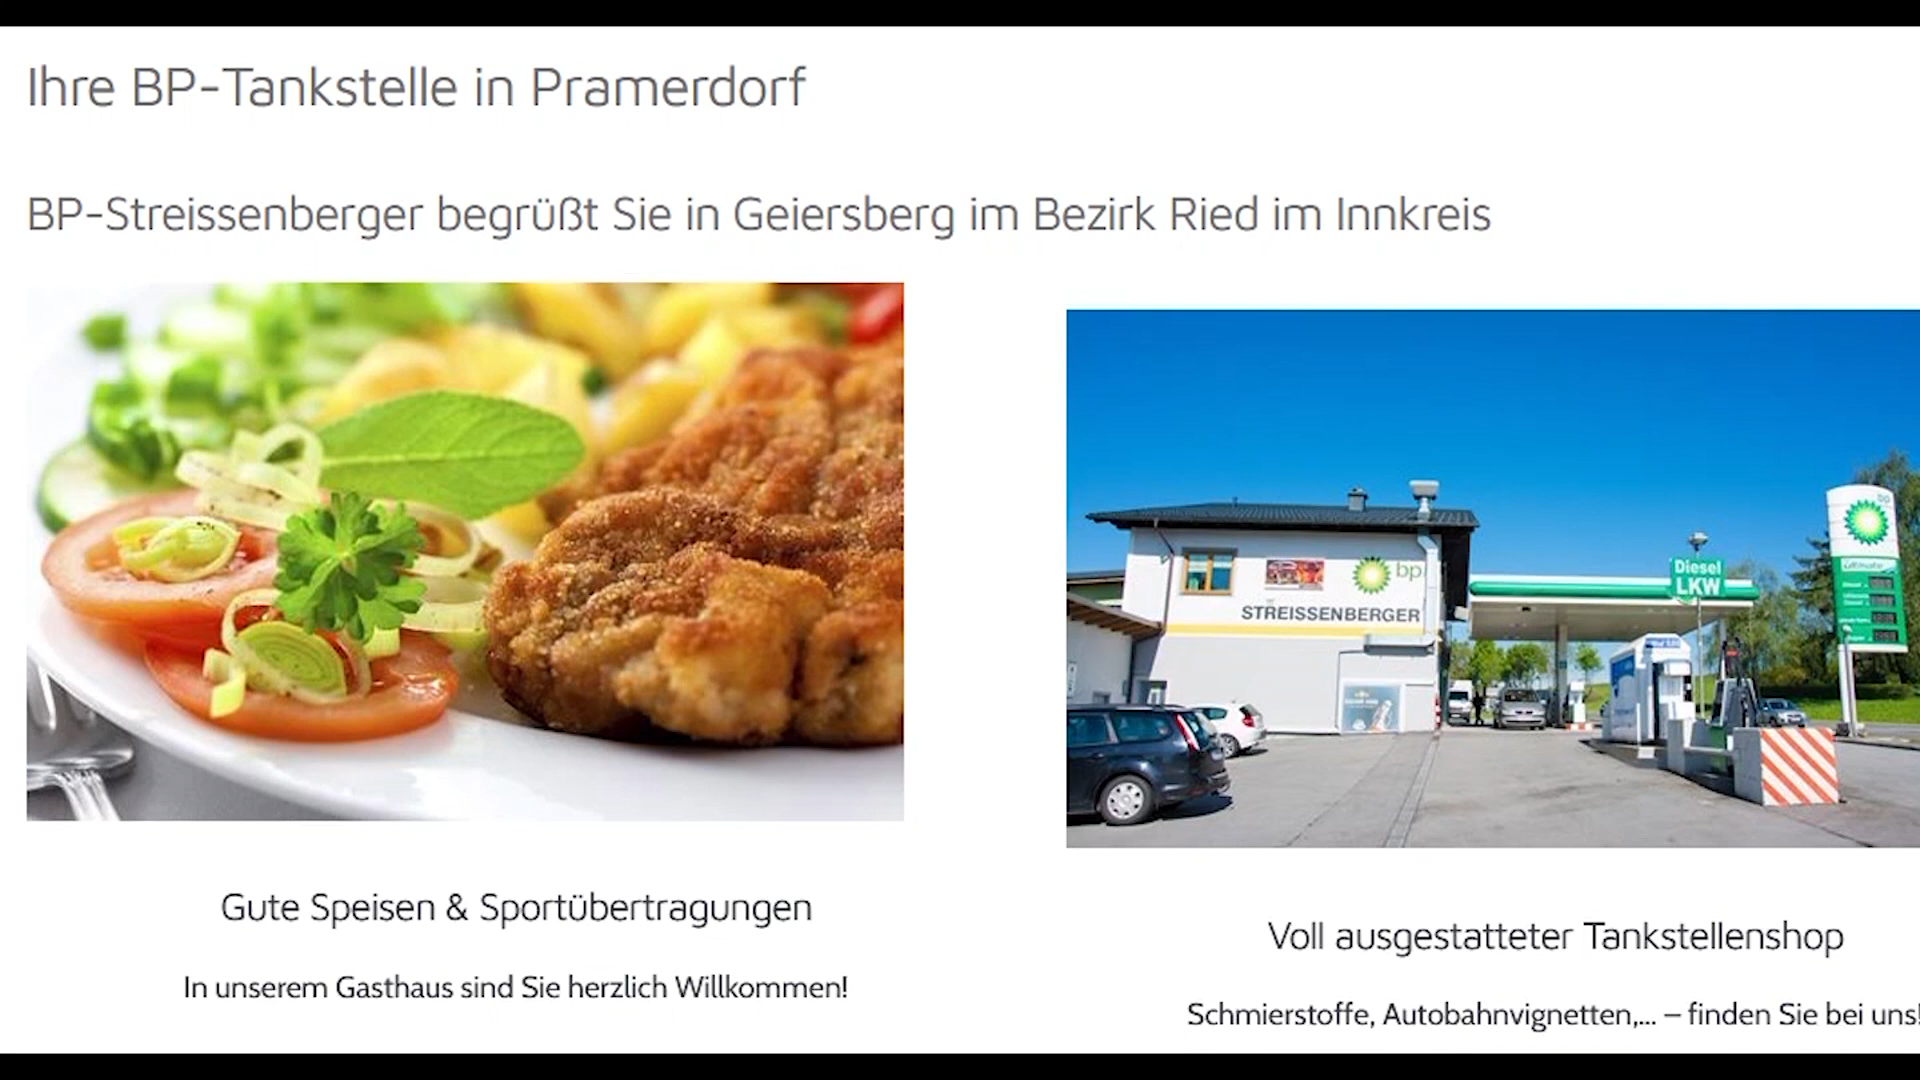 Ihre BP-Tankstelle in Pramerdorf
BP-Streissenberger begrüßt Sie in Geiersberg im Bezirk Ried im Innkreis
bp
STREISSENBERGER
Diesel
LKW
bp
ultimate
Gute Speisen & Sportübertragungen
In unserem Gasthaus sind Sie herzlich Willkommen!
Voll ausgestatteter Tankstellenshop
Schmierstoffe, Autobahnvignetten,... – finden Sie bei uns!